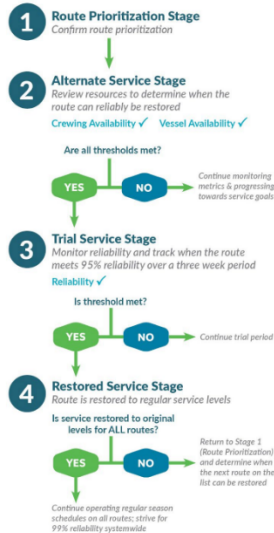 1 Route Prioritization Stage
Confirm route prioritization
2 Alternate Service Stage
Review resources to determine when the
route can reliably be restored
Crewing Availability ✓ Vessel Availability ✓
Are all thresholds met?
YES NO
Continue monitoring
metrics & progressing
towards service goals
3 Trial Service Stage
Monitor reliability and track when the route
meets 95% reliability over a three week period
Reliability ✓
Is threshold met?
YES NO Continue trial period
4 Restored Service Stage
Route is restored to regular service levels
Is service restored to original
levels for ALL routes?
YES NO
Return to Stage 1
(Route Prioritization)
and determine when
the next route on the
list can be restored
Continue operating regular season
schedules on all routes; strive for
99% reliability systemwide